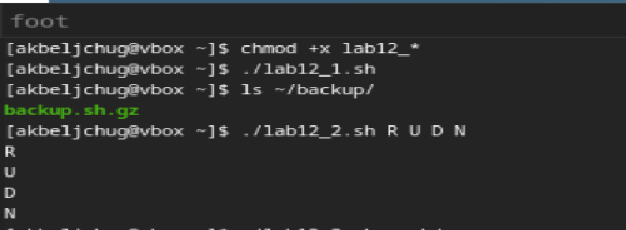 foot
[akbeljchug@vbox ~]$ chmod +x lab12_*
[akbeljchug@vbox ~]$ ./lab12_1.sh
[akbeljchug@vbox ~]$ ls ~/backup/
backup.sh.gz
[akbeljchug@vbox ~]$ ./lab12_2.sh R U D N
R
U
D
N